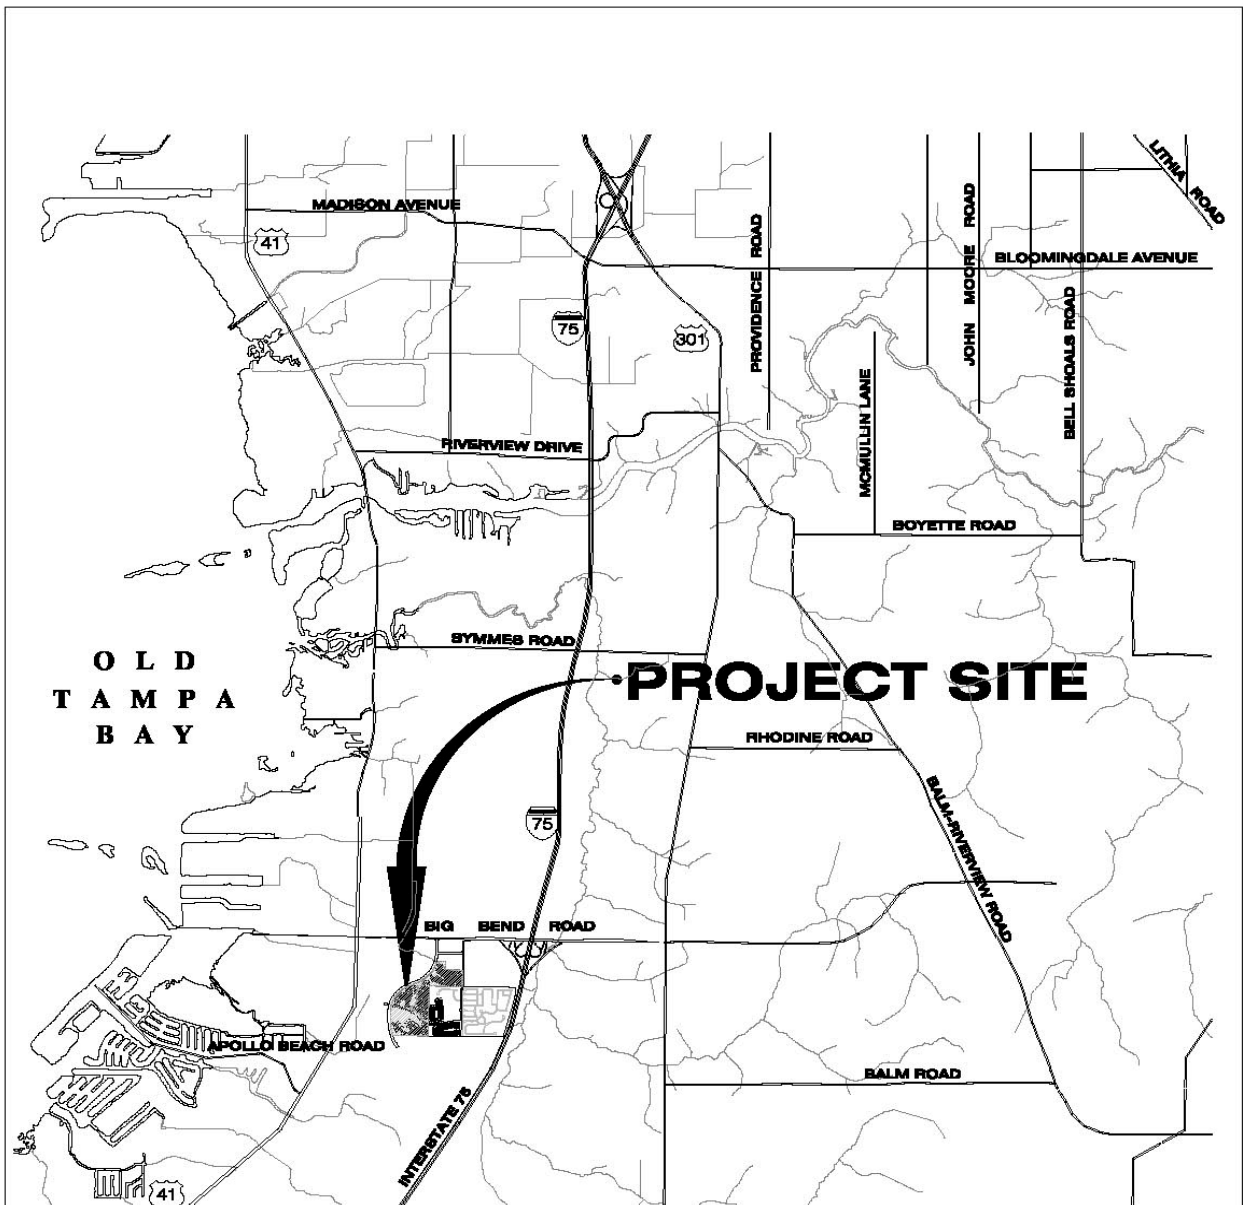 LITHIA ROAD
MADISON AVENUE
41
PROVIDENCE ROAD
JOHN MOORE ROAD
BLOOMINGDALE AVENUE
75
301
BELL SHOALS ROAD
MCMULLIN LANE
RIVERVIEW DRIVE
BOYETTE ROAD
SYMMES ROAD
OLD
TAMPA
BAY
PROJECT SITE
RHODINE ROAD
75
BALM-RIVERVIEW ROAD
BIG BEND ROAD
APOLLO BEACH ROAD
BALM ROAD
INTERSTATE 75
41